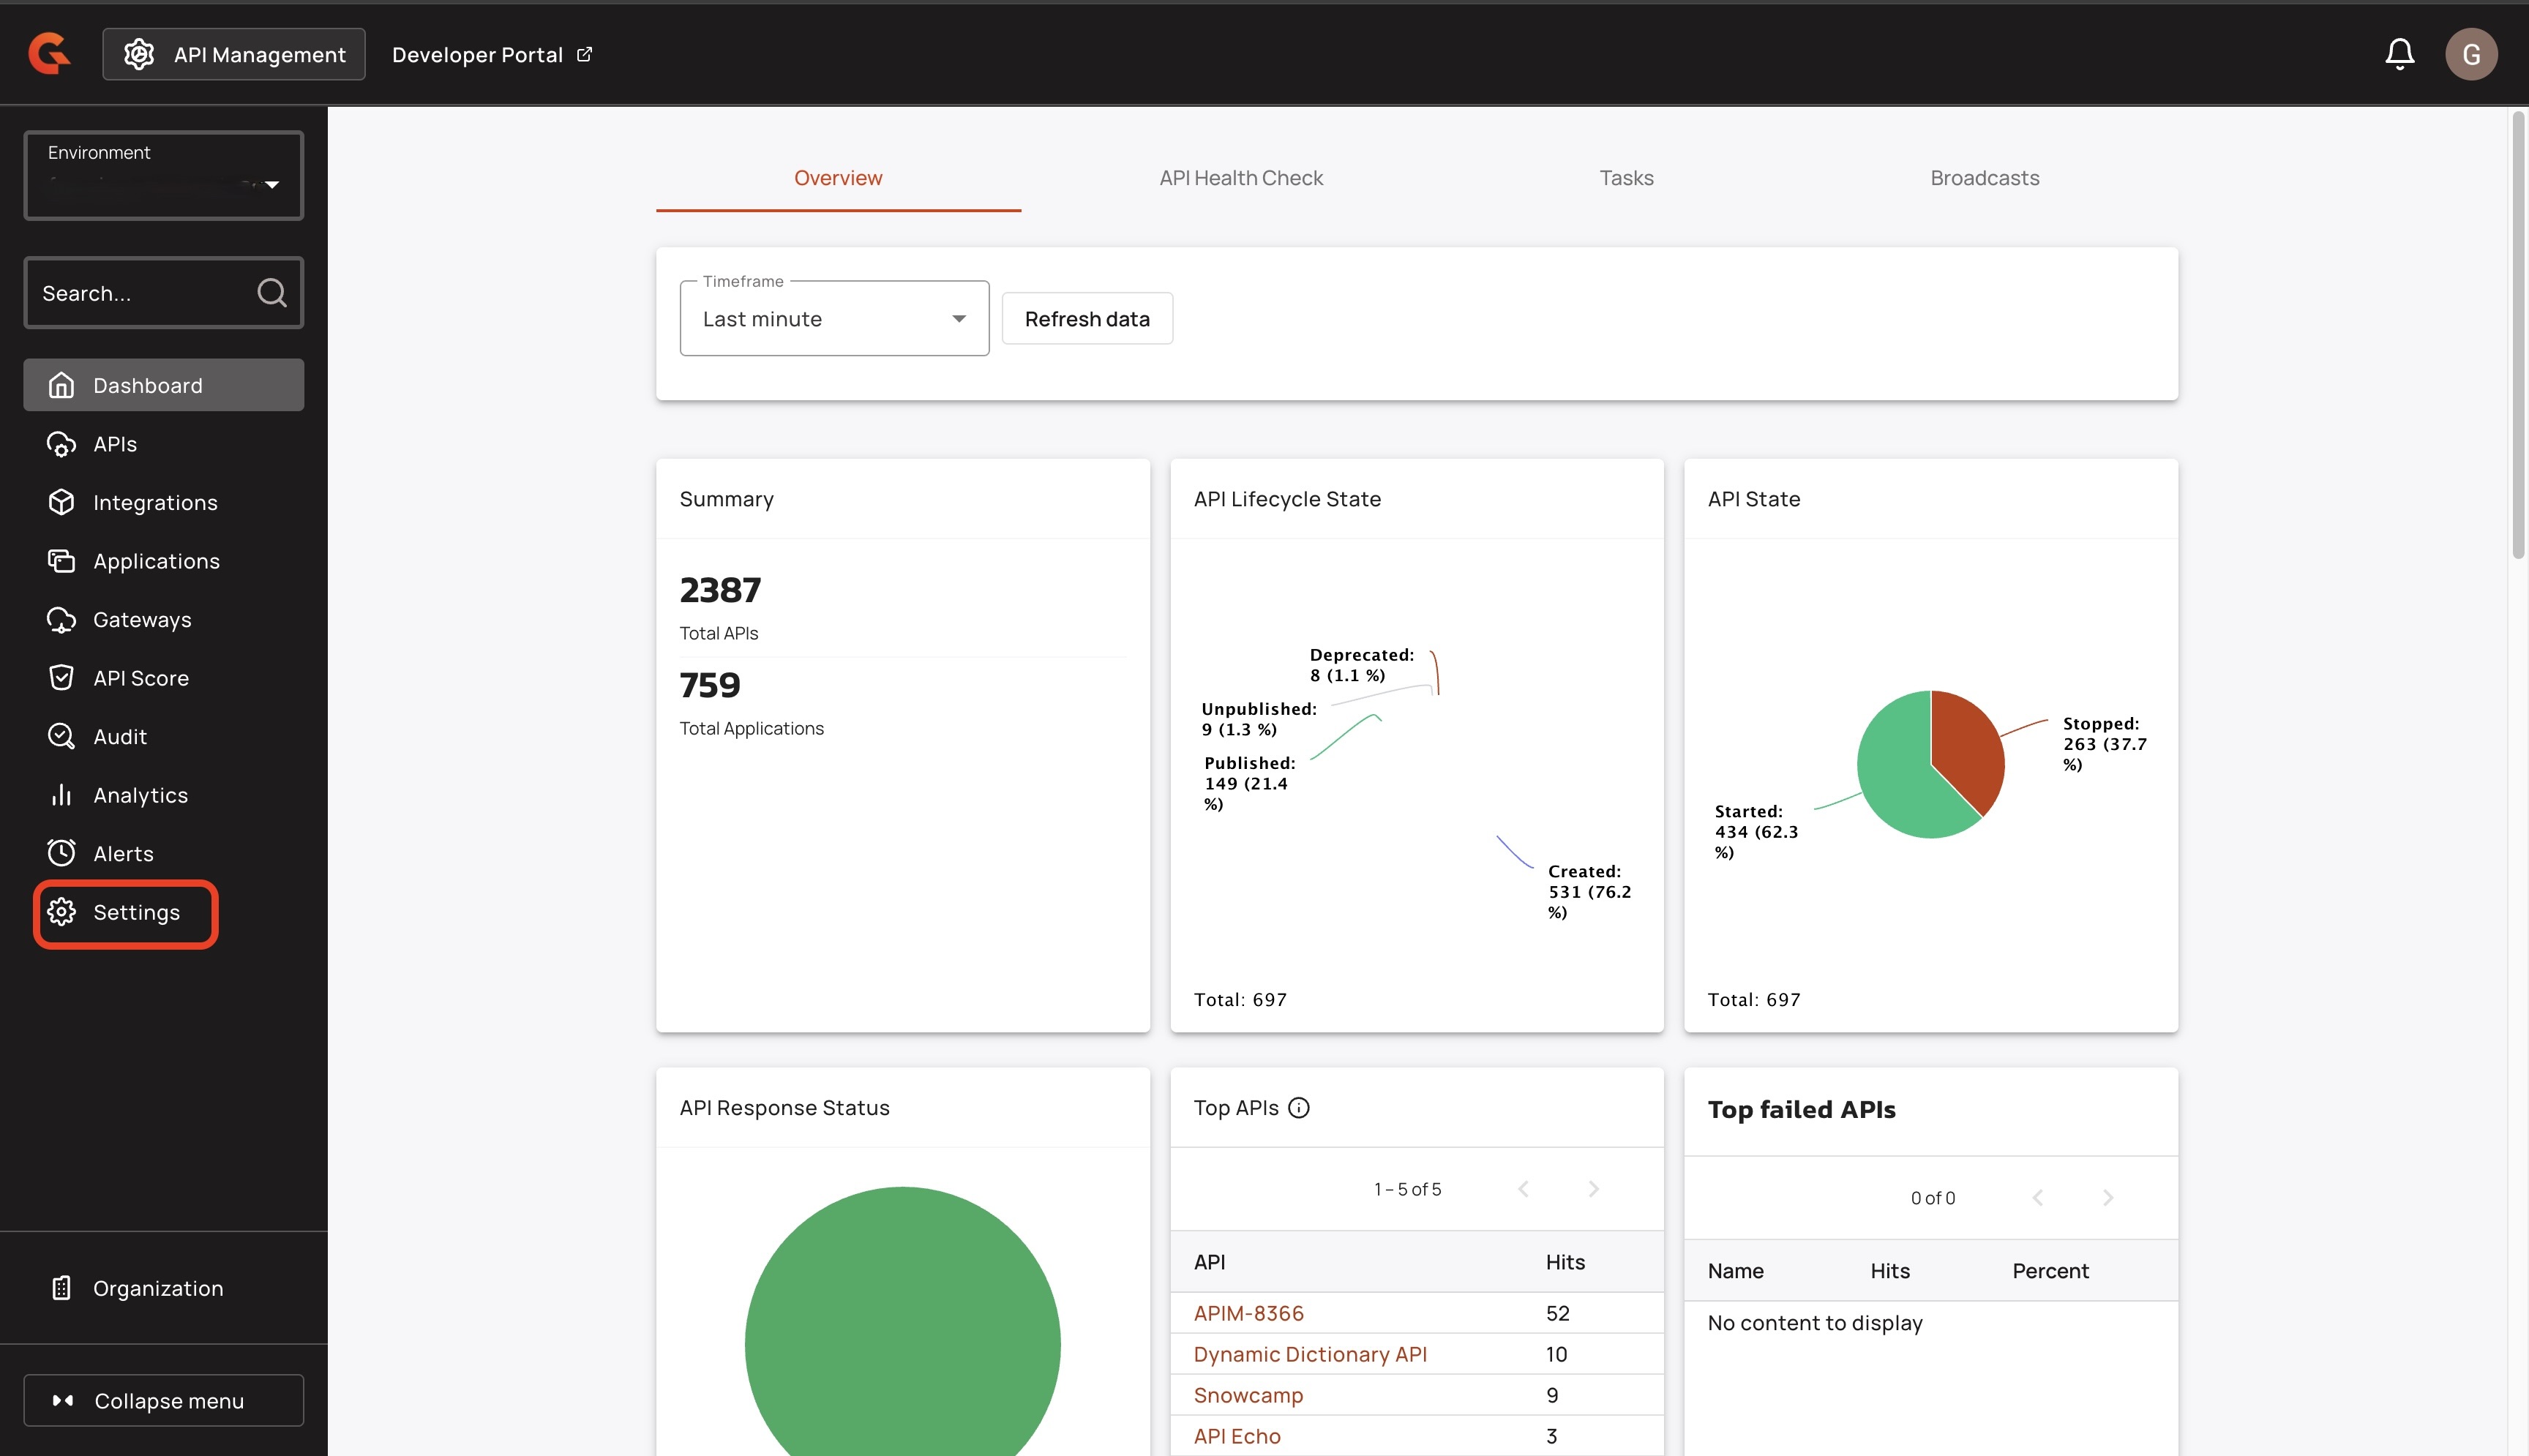 API Management
Developer Portal
G
Environment
Search...
Dashboard
APIs
Integrations
Applications
Gateways
API Score
Audit
Analytics
Alerts
Settings
Organization
Collapse menu
Overview
API Health Check
Tasks
Broadcasts
Timeframe
Last minute
Refresh data
Summary
2387
Total APIs
759
Total Applications
API Lifecycle State
Deprecated:
8 (1.1 %)
Unpublished:
9 (1.3 %)
Published:
149 (21.4
%)
Created:
531 (76.2
%)
Total: 697
API State
Stopped:
263 (37.7
%)
Started:
434 (62.3
%)
Total: 697
API Response Status
Top APIs
1 – 5 of 5
API Hits
APIM-8366 52
Dynamic Dictionary API 10
Snowcamp 9
API Echo 3
Top failed APIs
0 of 0
Name Hits Percent
No content to display